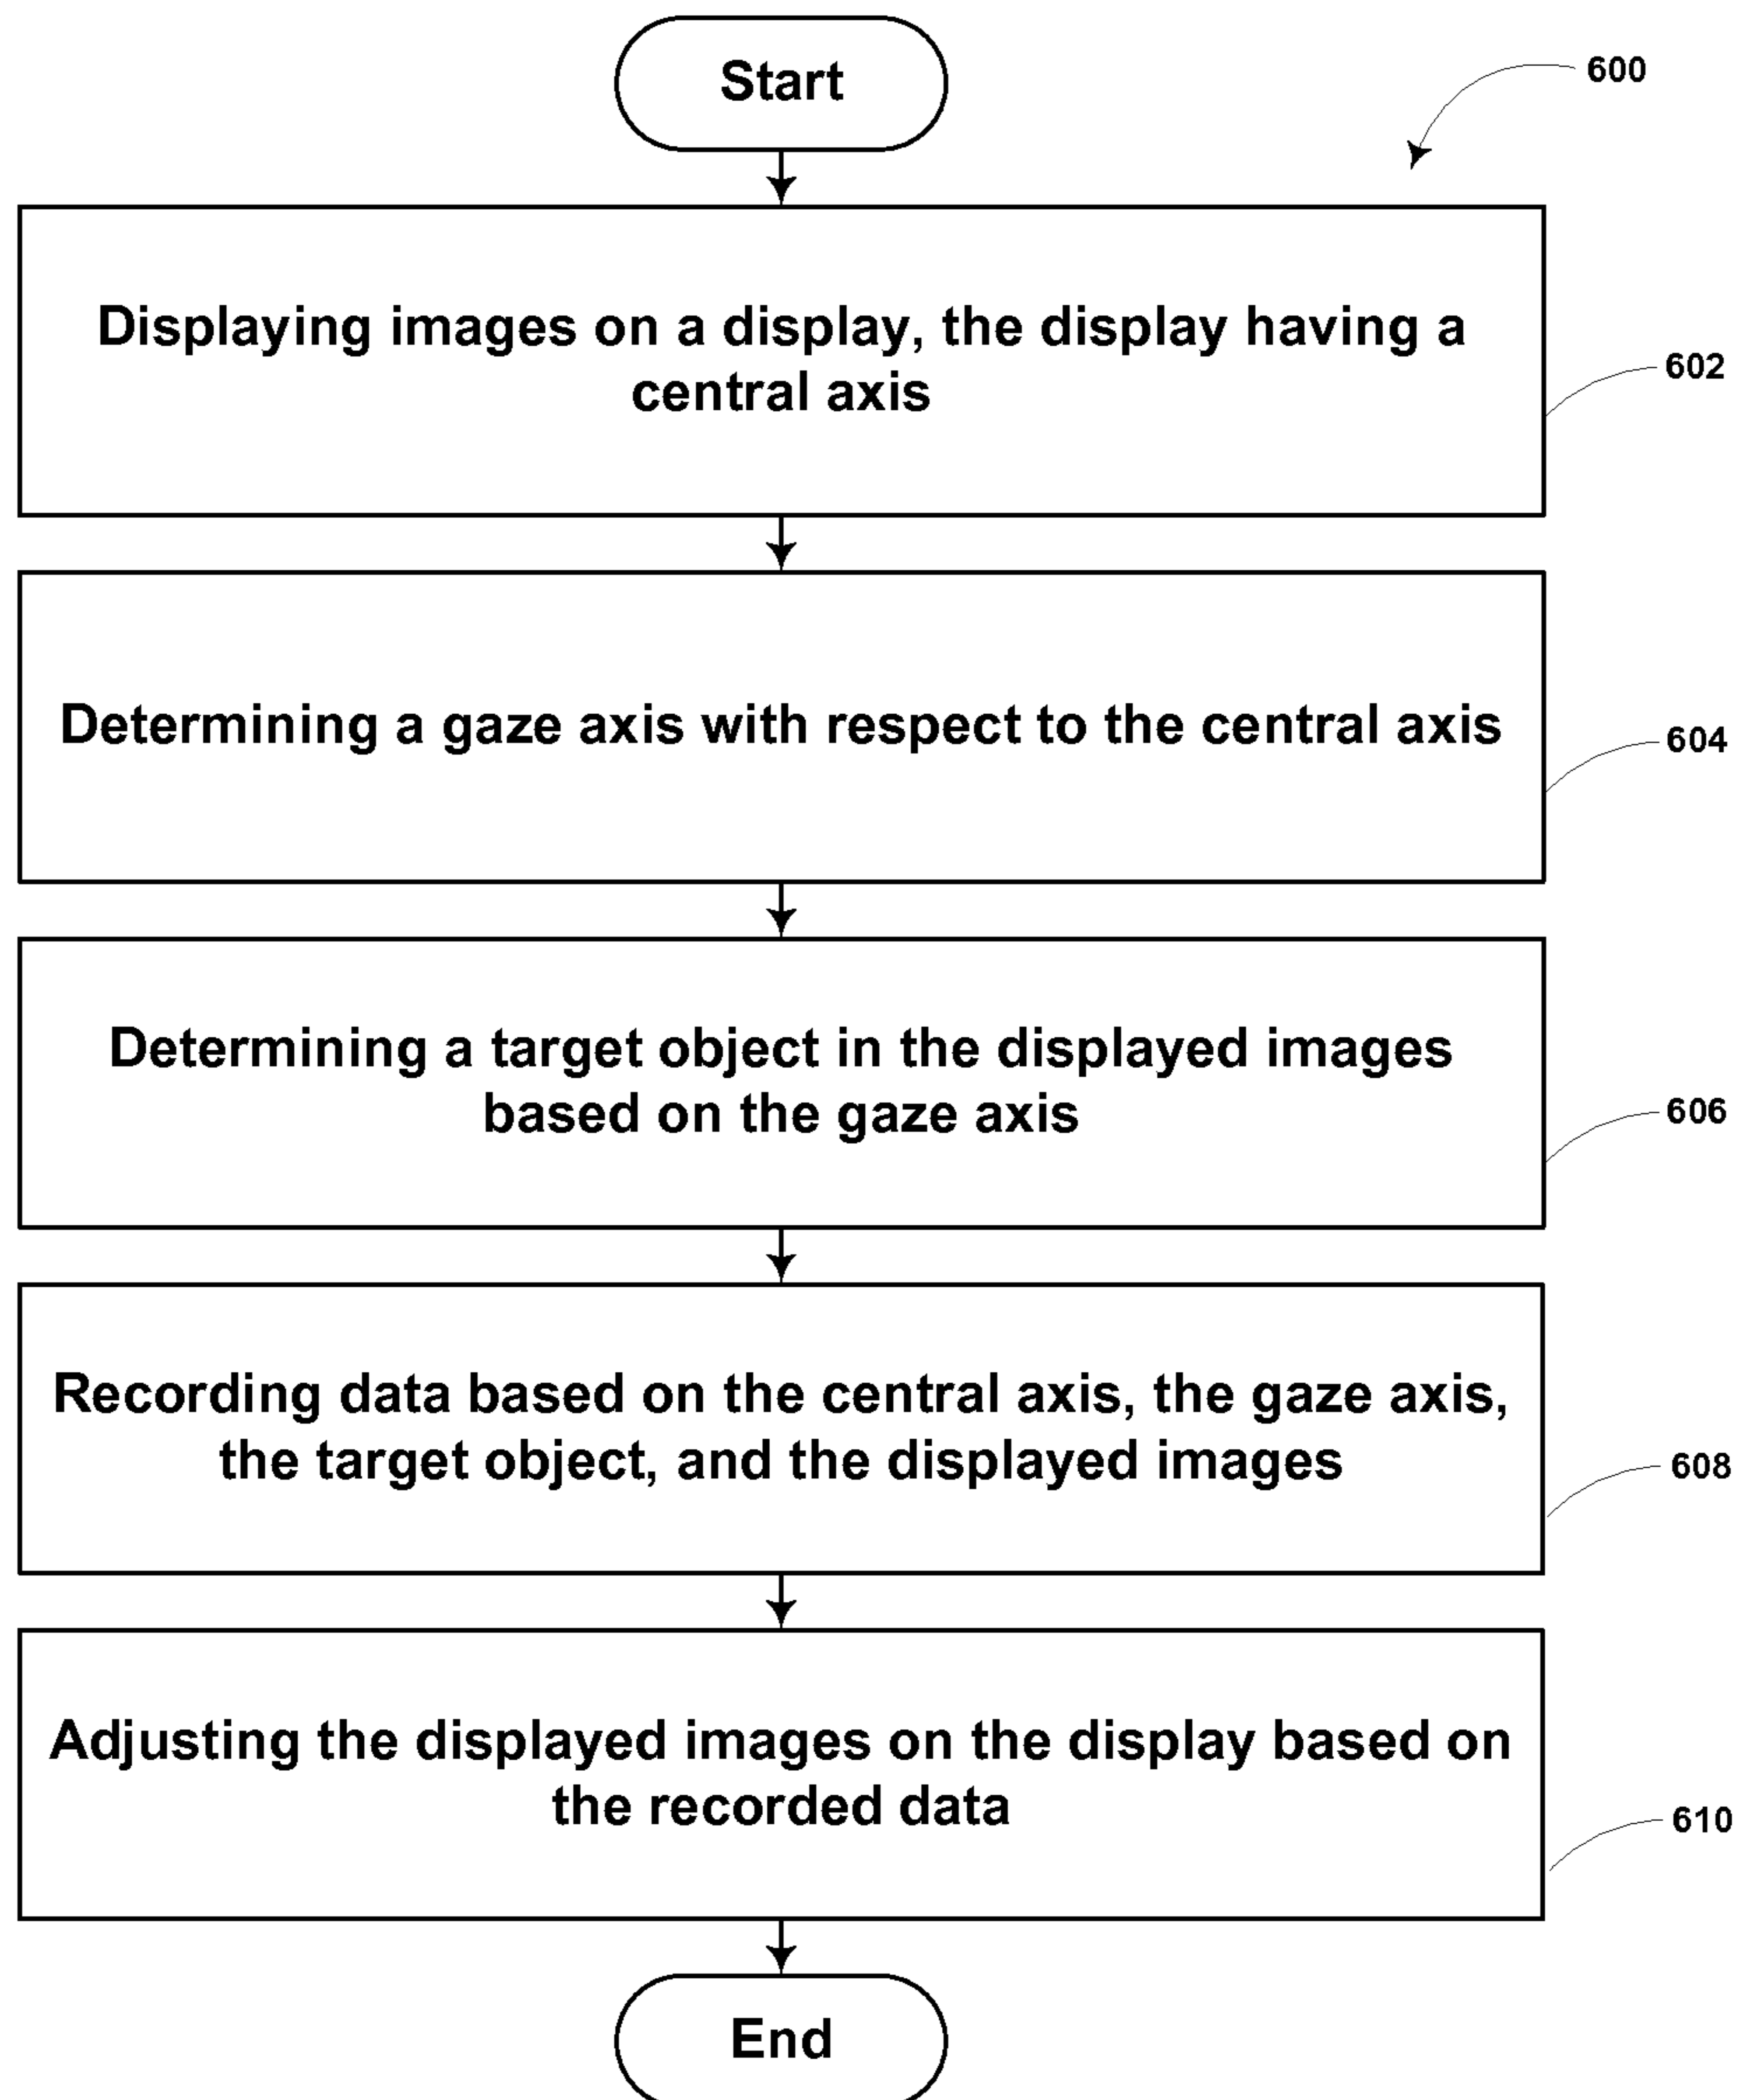 Start
600
Displaying images on a display, the display having a
central axis
602
Determining a gaze axis with respect to the central axis
604
Determining a target object in the displayed images
based on the gaze axis
606
Recording data based on the central axis, the gaze axis,
the target object, and the displayed images
608
Adjusting the displayed images on the display based on
the recorded data
610
End